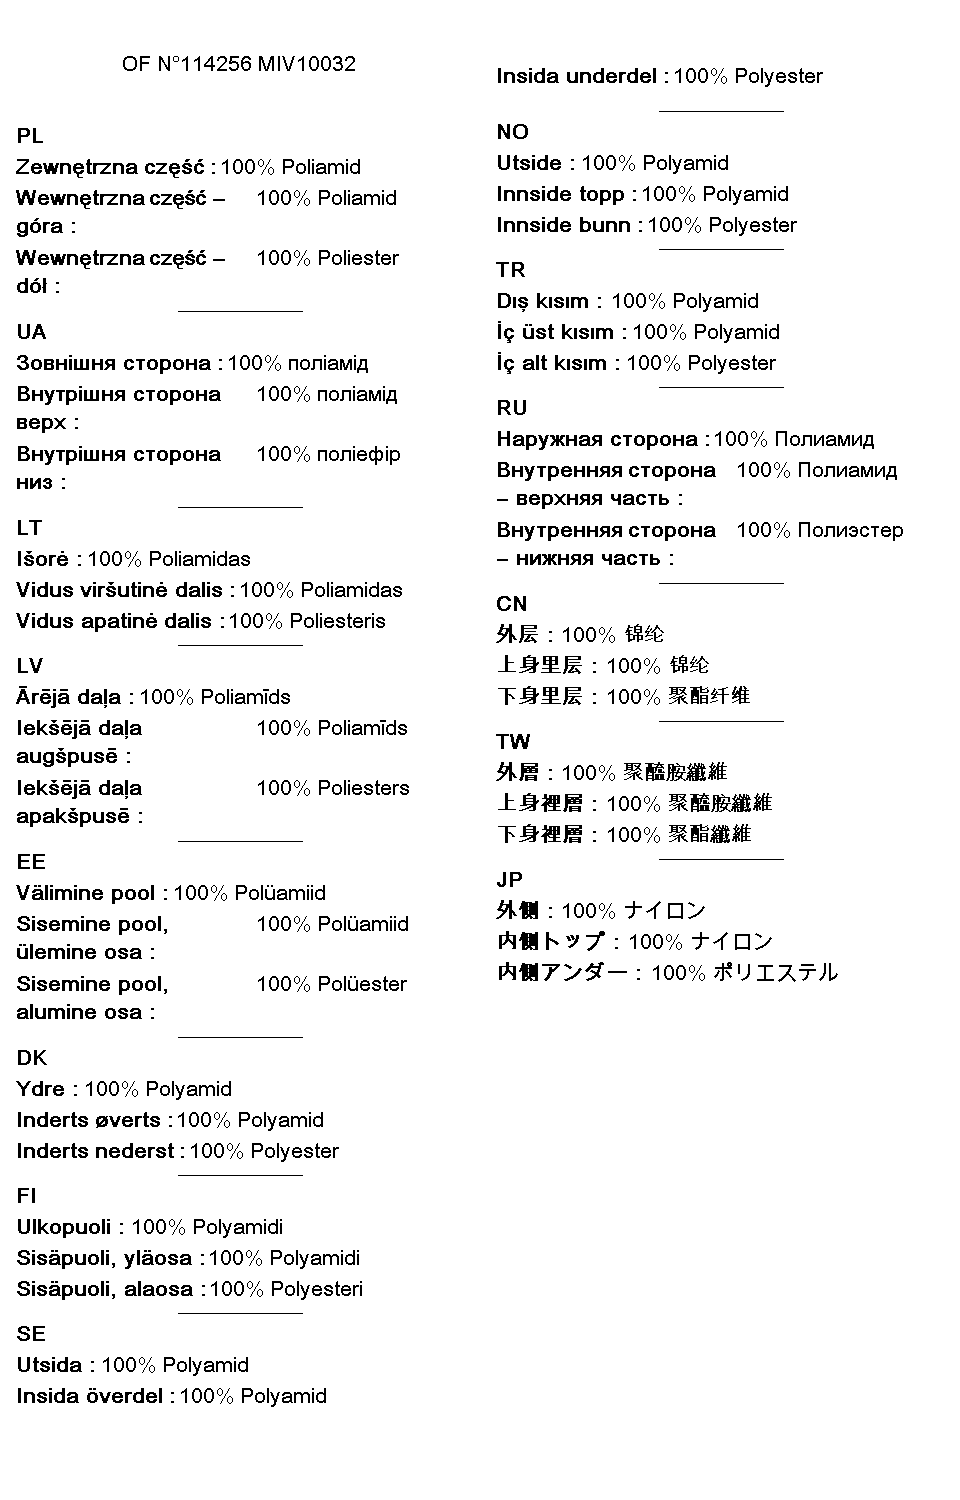 OF N°114256 MIV10032
PL
Zewnętrzna część : 100% Poliamid
Wewnętrzna część – 100% Poliamid
góra :
Wewnętrzna część – 100% Poliester
dół :
UA
Зовнішня сторона : 100% поліамід
Внутрішня сторона 100% поліамід
верх :
Внутрішня сторона 100% поліефір
низ :
LT
Išorė : 100% Poliamidas
Vidus viršutinė dalis : 100% Poliamidas
Vidus apatinė dalis : 100% Poliesteris
LV
Ārējā daļa : 100% Poliamīds
Iekšējā daļa 100% Poliamīds
augšpusē :
Iekšējā daļa 100% Poliesters
apakšpusē :
EE
Välimine pool : 100% Polüamiid
Sisemine pool, 100% Polüamiid
ülemine osa :
Sisemine pool, 100% Polüester
alumine osa :
DK
Ydre : 100% Polyamid
Inderts øverts : 100% Polyamid
Inderts nederst : 100% Polyester
FI
Ulkopuoli : 100% Polyamidi
Sisäpuoli, yläosa : 100% Polyamidi
Sisäpuoli, alaosa : 100% Polyesteri
SE
Utsida : 100% Polyamid
Insida överdel : 100% Polyamid
Insida underdel : 100% Polyester
NO
Utside : 100% Polyamid
Innside topp : 100% Polyamid
Innside bunn : 100% Polyester
TR
Dış kısım : 100% Polyamid
İç üst kısım : 100% Polyamid
İç alt kısım : 100% Polyester
RU
Наружная сторона : 100% Полиамид
Внутренняя сторона 100% Полиамид
– верхняя часть :
Внутренняя сторона 100% Полиэстер
– нижняя часть :
CN
外层 : 100% 锦纶
上身里层 : 100% 锦纶
下身里层 : 100% 聚酯纤维
TW
外層 : 100% 聚醯胺纖維
上身裡層 : 100% 聚醯胺纖維
下身裡層 : 100% 聚酯纖維
JP
外側 : 100% ナイロン
内側トップ : 100% ナイロン
内側アンダー : 100% ポリエステル